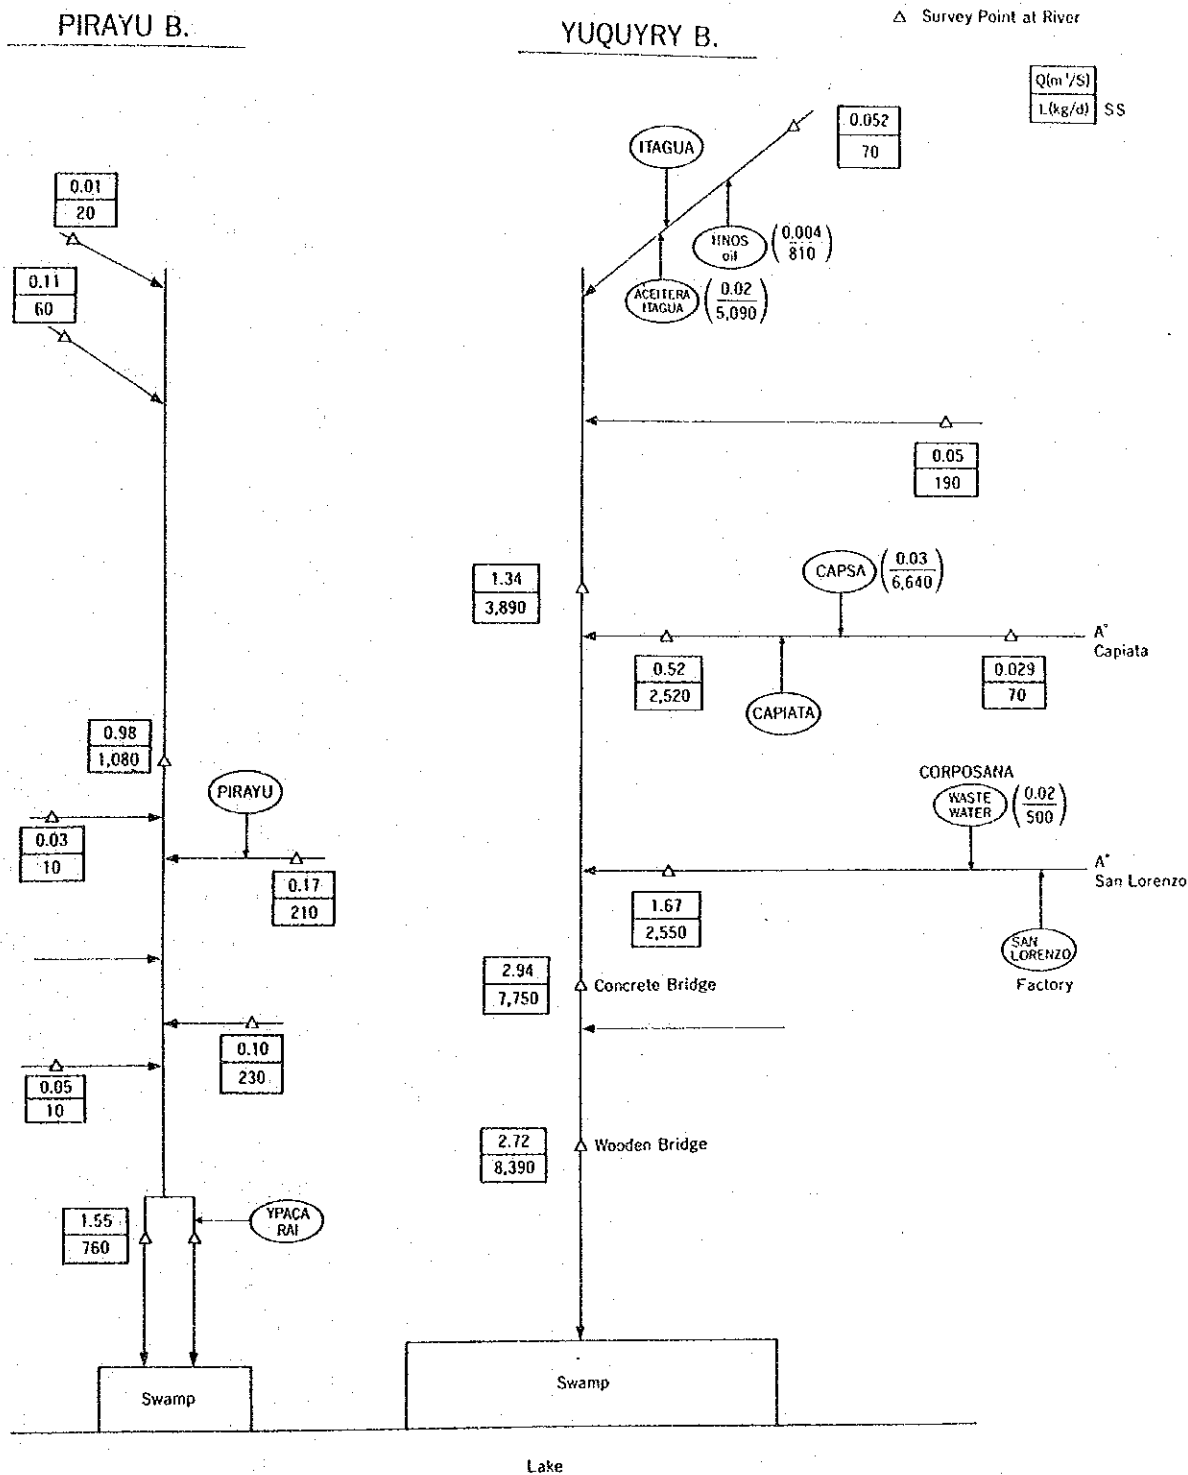 PIRAYU B.
YUQUYRY B.
△ Survey Point at River
Q(m³/S)
L(kg/d) SS
0.052
70
ITAGUA
HNOS
oil
(0.004
810)
ACEITERA
ITAGUA
(0.02
5,090)
0.01
20
0.11
60
0.05
190
CAPSA
(0.03
6,640)
1.34
3,890
A°
Capiata
0.52
2,520
CAPIATA
0.029
70
0.98
1,080
PIRAYU
0.03
10
0.17
210
CORPOSANA
WASTE
WATER
(0.02
500)
A°
San Lorenzo
1.67
2,550
SAN
LORENZO
Factory
2.94
7,750
Concrete Bridge
0.10
230
0.05
10
2.72
8,390
Wooden Bridge
1.55
760
YPACA
RAI
Swamp
Swamp
Lake